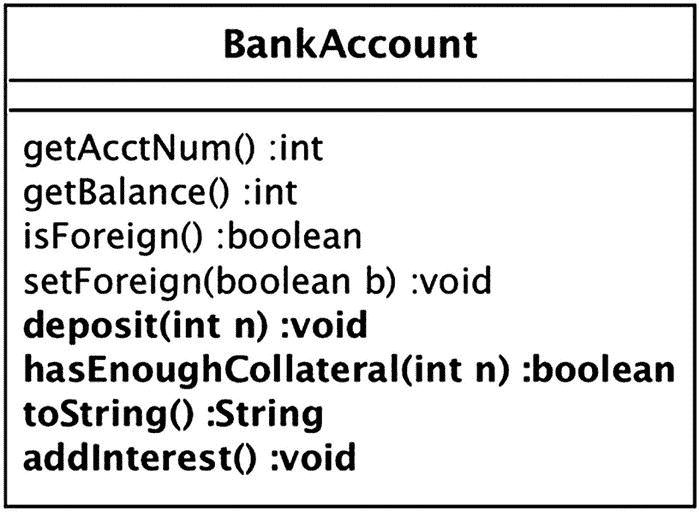 BankAccount
getAcctNum() :int
getBalance() :int
isForeign() :boolean
setForeign(boolean b) :void
deposit(int n) :void
hasEnoughCollateral(int n) :boolean
toString() :String
addInterest() :void